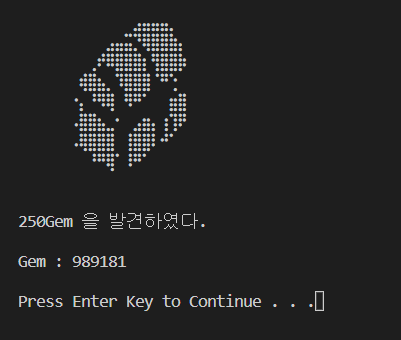 250Gem 을 발견하였다.
Gem : 989181
Press Enter Key to Continue . . .